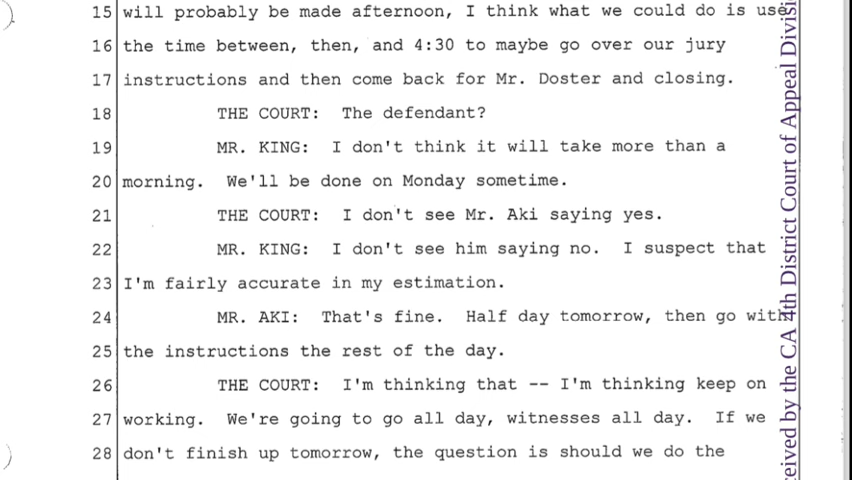 15 will probably be made afternoon, I think what we could do is use
16 the time between, then, and 4:30 to maybe go over our jury
17 instructions and then come back for Mr. Doster and closing.
18 THE COURT: The defendant?
19 MR. KING: I don't think it will take more than a
20 morning. We'll be done on Monday sometime.
21 THE COURT: I don't see Mr. Aki saying yes.
22 MR. KING: I don't see him saying no. I suspect that
23 I'm fairly accurate in my estimation.
24 MR. AKI: That's fine. Half day tomorrow, then go with
25 the instructions the rest of the day.
26 THE COURT: I'm thinking that -- I'm thinking keep on
27 working. We're going to go all day, witnesses all day. If we
28 don't finish up tomorrow, the question is should we do the
ceived by the CA 4th District Court of Appeal Divisi